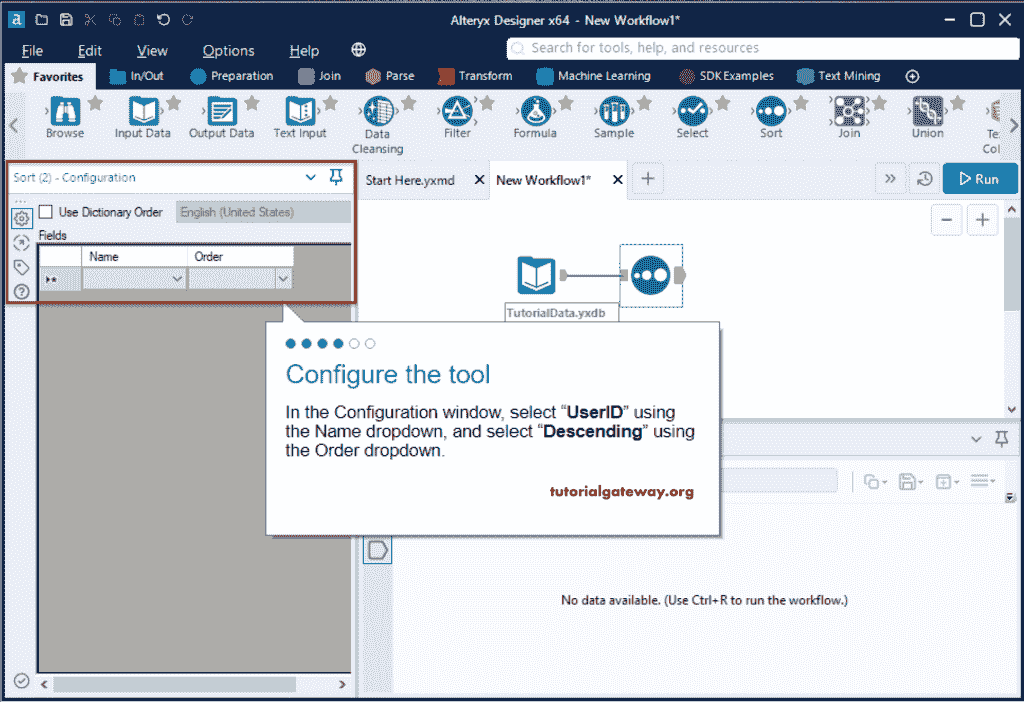 a
Alteryx Designer x64 - New Workflow1*
File Edit View Options Help
Search for tools, help, and resources
Favorites In/Out Preparation Join Parse Transform Machine Learning SDK Examples Text Mining
Browse Input Data Output Data Text Input Data Cleansing Filter Formula Sample Select Sort Join Union Te Col
Sort (2) - Configuration
Start Here.yxmd New Workflow1* Run
Use Dictionary Order English (United States)
Fields
Name Order
TutorialData.yxdb
Configure the tool
In the Configuration window, select “UserID” using
the Name dropdown, and select “Descending” using
the Order dropdown.
tutorialgateway.org
No data available. (Use Ctrl+R to run the workflow.)